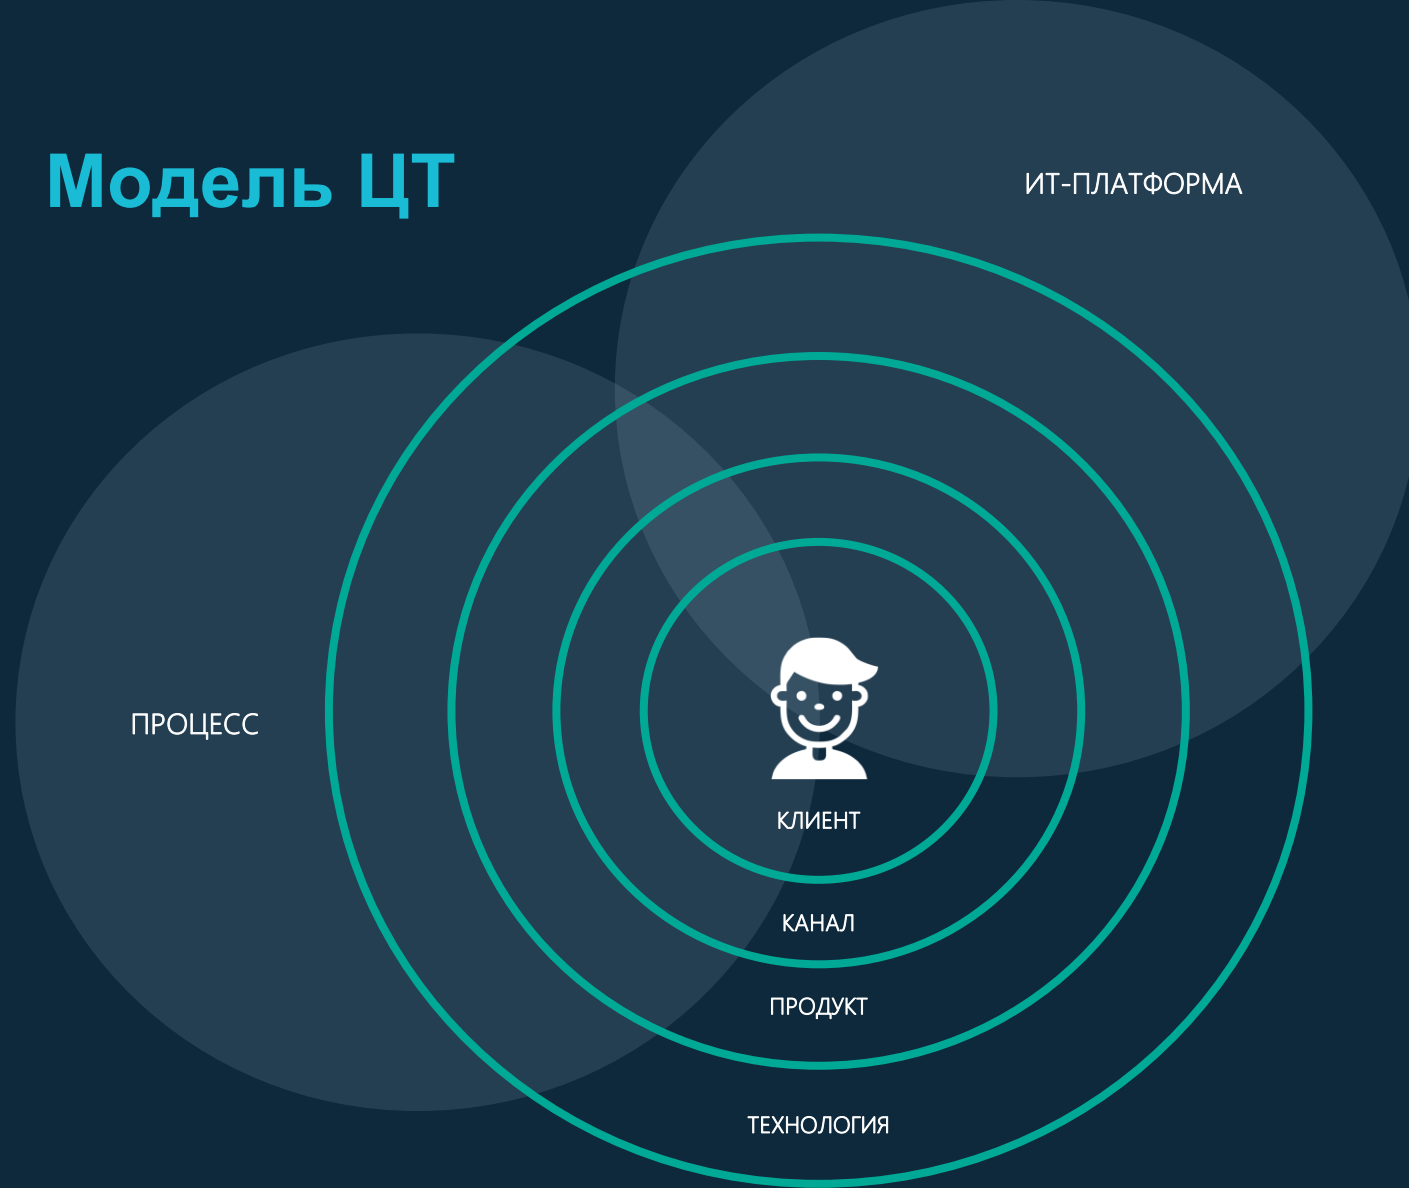 Модель ЦТ
ИТ-ПЛАТФОРМА
ПРОЦЕСС
КЛИЕНТ
КАНАЛ
ПРОДУКТ
ТЕХНОЛОГИЯ